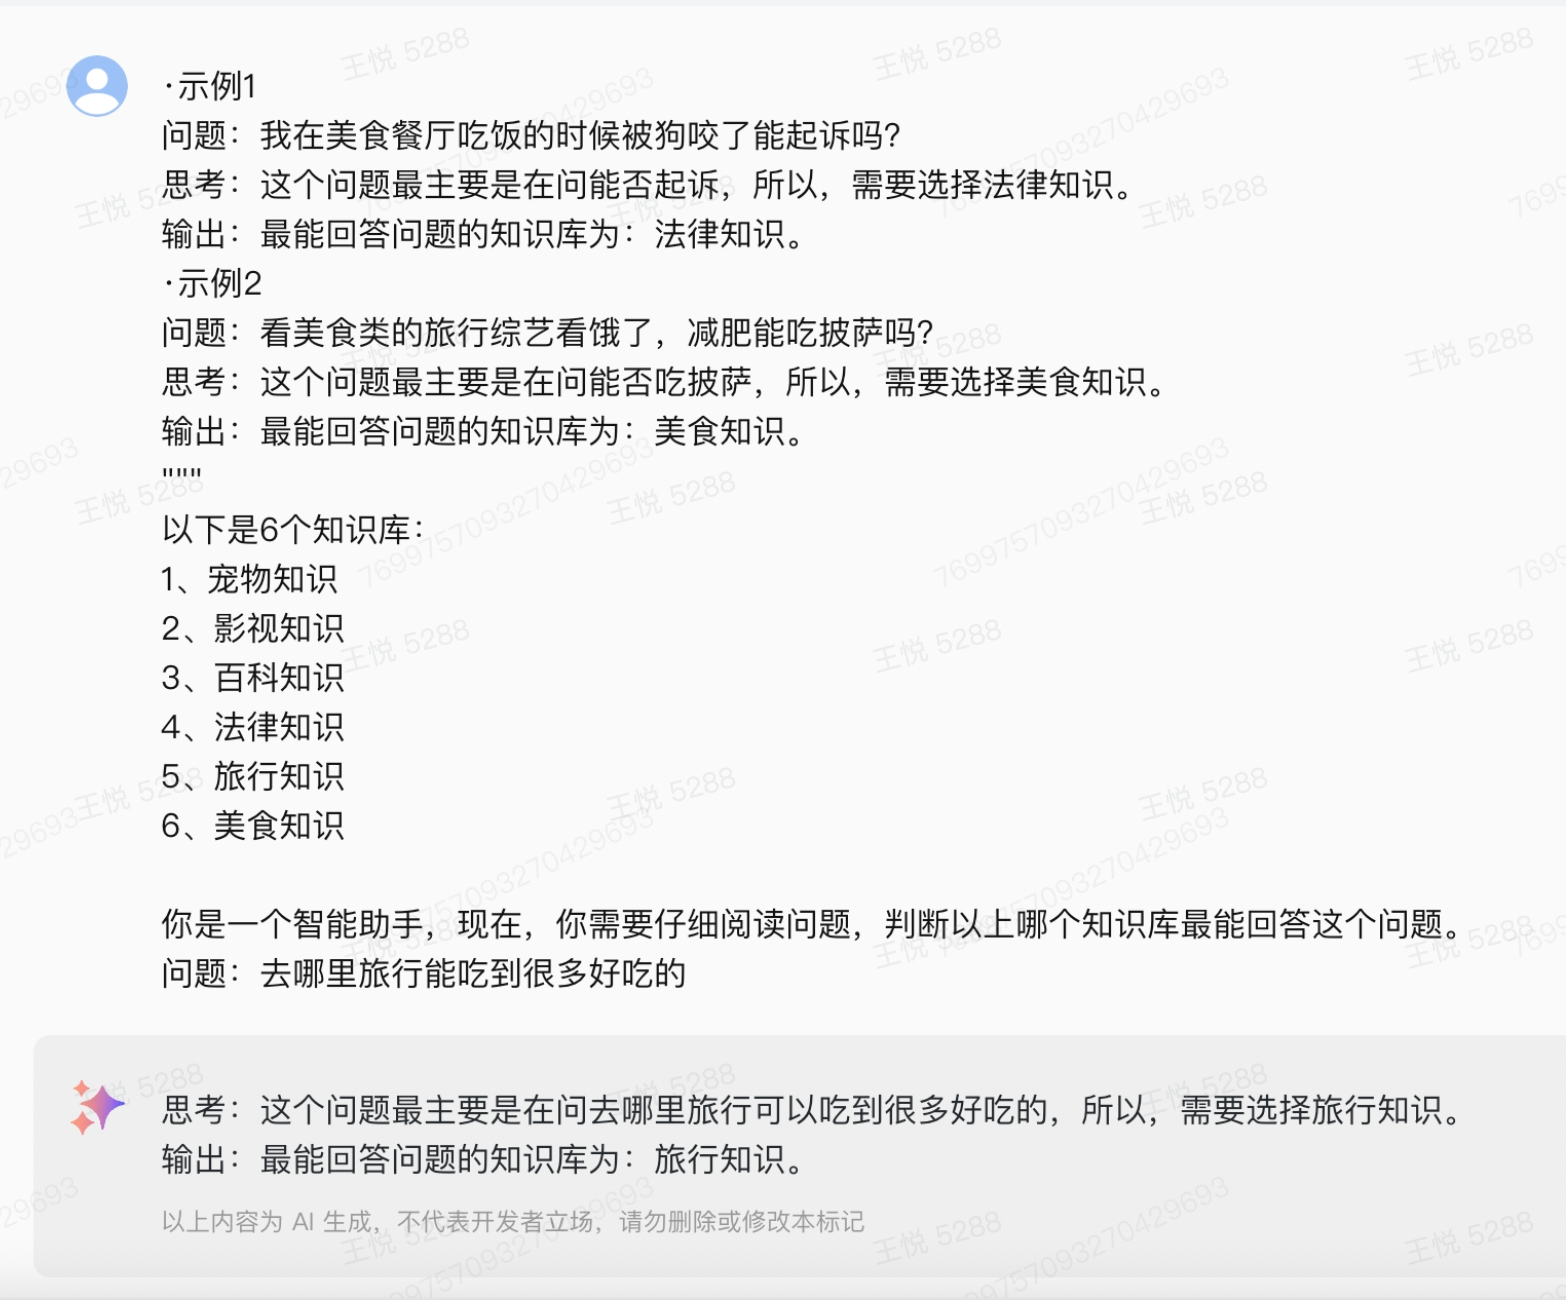 ·示例1
问题：我在美食餐厅吃饭的时候被狗咬了能起诉吗？
思考：这个问题最主要是在问能否起诉，所以，需要选择法律知识。
输出：最能回答问题的知识库为：法律知识。
·示例2
问题：看美食类的旅行综艺看饿了，减肥能吃披萨吗？
思考：这个问题最主要是在问能否吃披萨，所以，需要选择美食知识。
输出：最能回答问题的知识库为：美食知识。
"""
以下是6个知识库：
1、宠物知识
2、影视知识
3、百科知识
4、法律知识
5、旅行知识
6、美食知识
你是一个智能助手，现在，你需要仔细阅读问题，判断以上哪个知识库最能回答这个问题。
问题：去哪里旅行能吃到很多好吃的
思考：这个问题最主要是在问去哪里旅行可以吃到很多好吃的，所以，需要选择旅行知识。
输出：最能回答问题的知识库为：旅行知识。
以上内容为 AI 生成，不代表开发者立场，请勿删除或修改本标记
王悦 5288
7699757093270429693